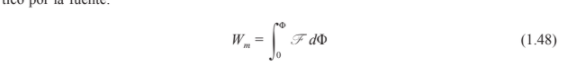 tico por la fuente.
W_m = ∫_0^Φ ℱ dΦ (1.48)